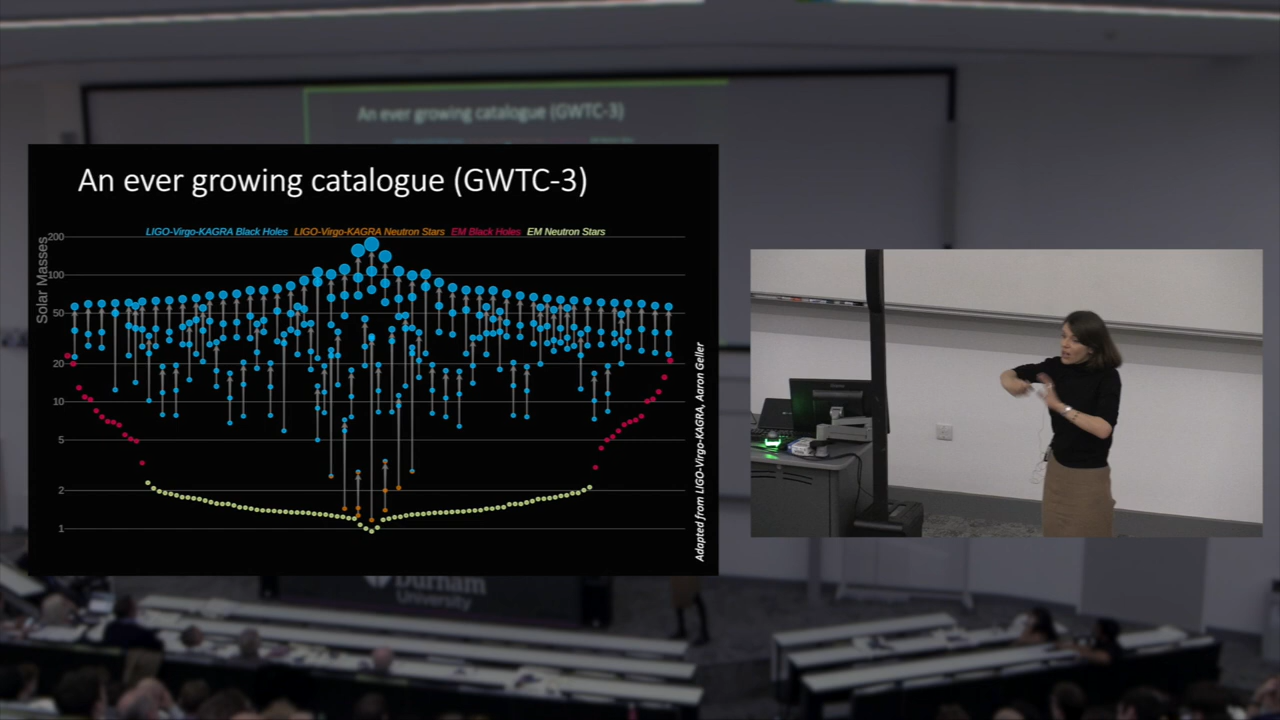 An ever growing catalogue (GWTC-3)
An ever growing catalogue (GWTC-3)
LIGO-Virgo-KAGRA Black Holes LIGO-Virgo-KAGRA Neutron Stars EM Black Holes EM Neutron Stars
Solar Masses
200
100
50
20
10
5
2
1
Adapted from LIGO-Virgo-KAGRA, Aaron Geller
Durham
University